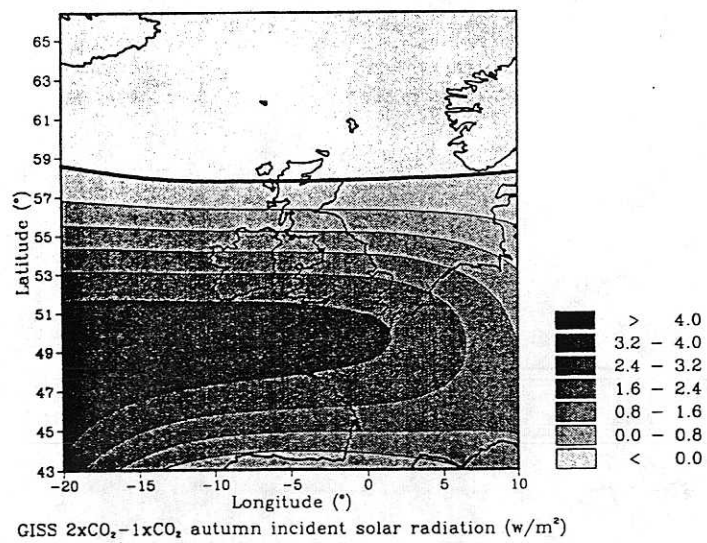 65
63
61
59
57
55
53
51
49
47
45
43
Latitude (°)
-20 -15 -10 -5 0 5 10
Longitude (°)
> 4.0
3.2 - 4.0
2.4 - 3.2
1.6 - 2.4
0.8 - 1.6
0.0 - 0.8
< 0.0
GISS 2xCO₂-1xCO₂ autumn incident solar radiation (w/m²)